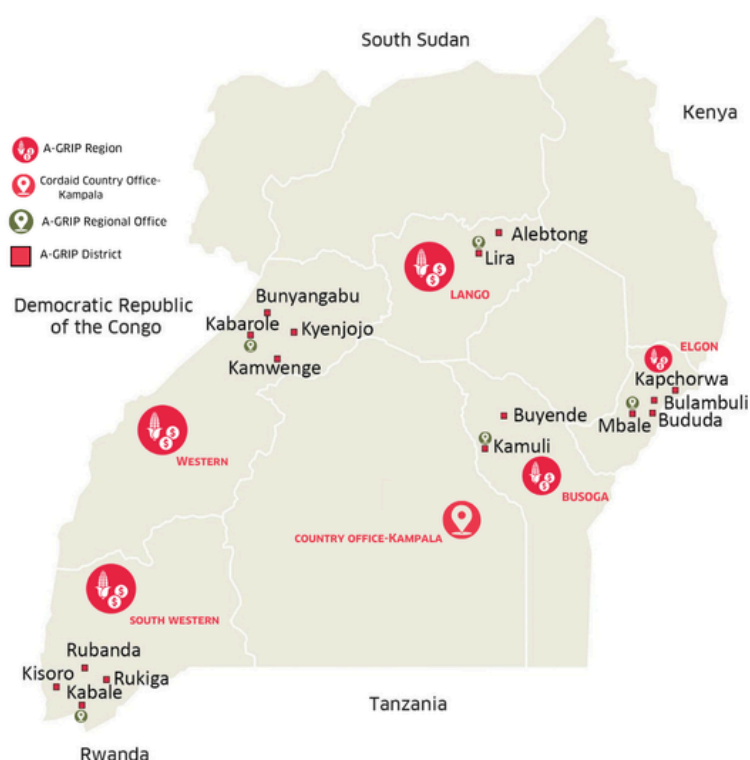 South Sudan
Kenya
A-GRIP Region
Cordaid Country Office-
Kampala
A-GRIP Regional Office
A-GRIP District
Democratic Republic
of the Congo
Alebtong
Lira
LANGO
Bunyangabu
Kabarole
Kyenjojo
Kamwenge
ELGON
Kapchorwa
Bulambuli
Mbale
Bududa
Buyende
Kamuli
WESTERN
BUSOGA
COUNTRY OFFICE-KAMPALA
SOUTH WESTERN
Rubanda
Kisoro
Rukiga
Kabale
Tanzania
Rwanda